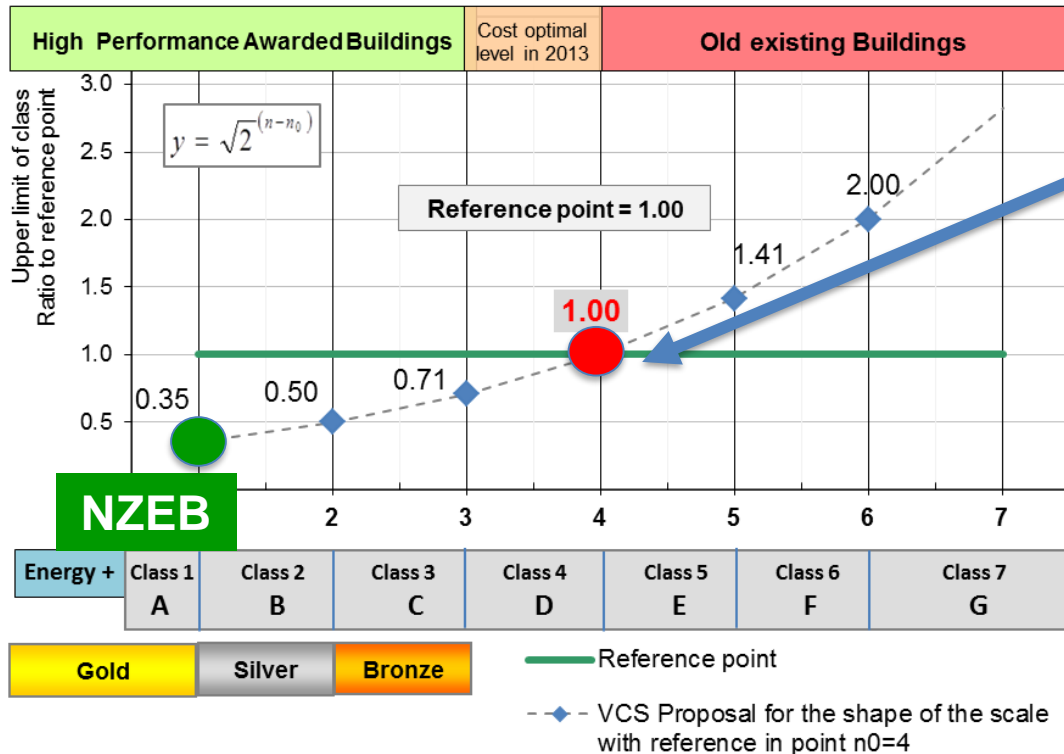 High Performance Awarded Buildings
Cost optimal
level in 2013
Old existing Buildings
Upper limit of class
Ratio to reference point
3.0
2.5
2.0
1.5
1.0
0.5
y = √2^(n-n₀)
Reference point = 1.00
0.35
0.50
0.71
1.00
1.41
2.00
NZEB
2
3
4
5
6
7
Energy +
Class 1
A
Class 2
B
Class 3
C
Class 4
D
Class 5
E
Class 6
F
Class 7
G
Gold
Silver
Bronze
Reference point
VCS Proposal for the shape of the scale
with reference in point n0=4